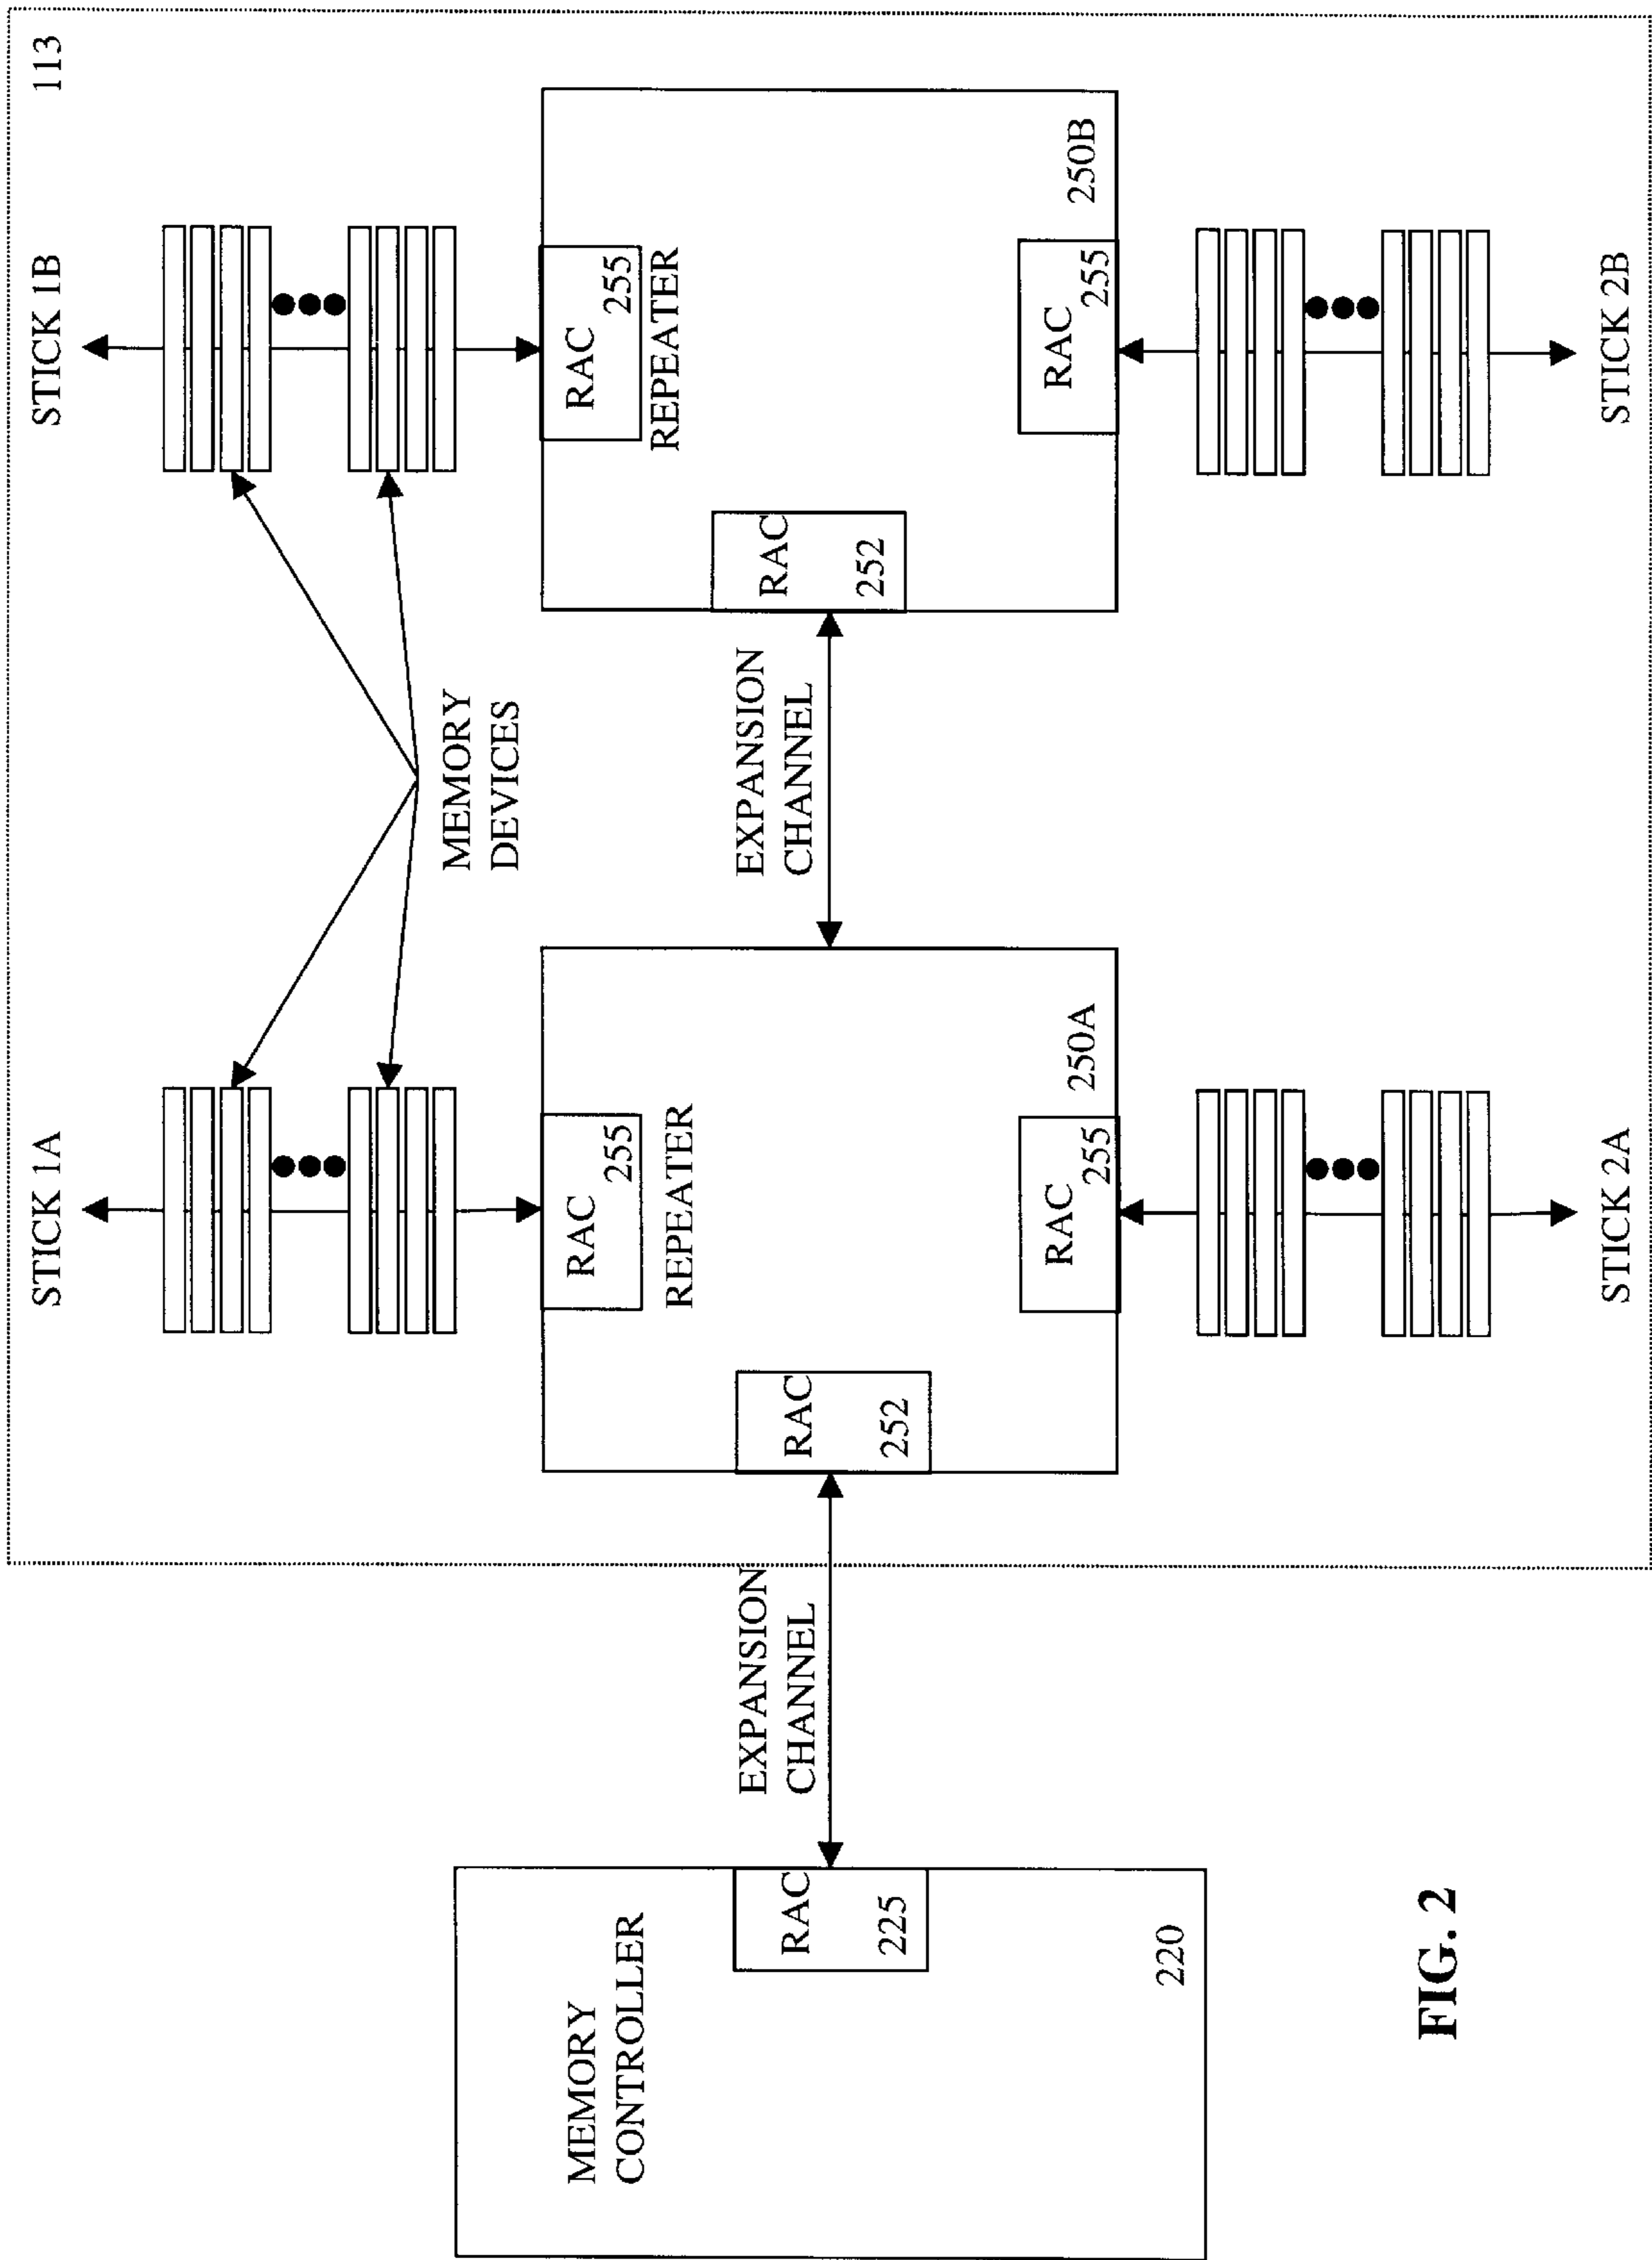 113
STICK 1A
STICK 1B
MEMORY
DEVICES
MEMORY
CONTROLLER
RAC
225
220
EXPANSION
CHANNEL
RAC
252
RAC
255
REPEATER
RAC
255
250A
EXPANSION
CHANNEL
RAC
252
RAC
255
REPEATER
RAC
255
250B
STICK 2A
STICK 2B
FIG. 2